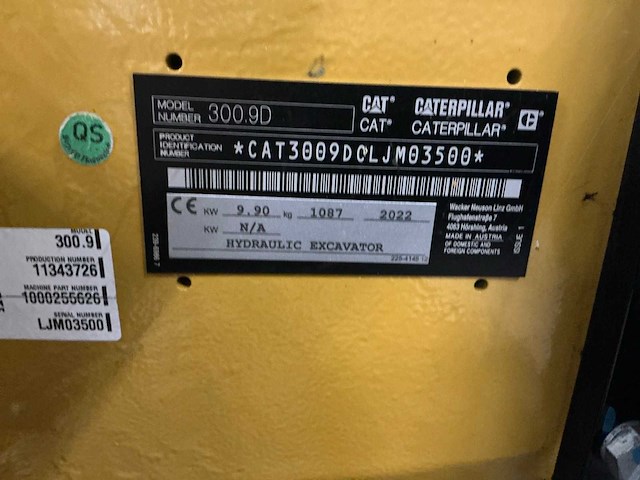 QS
MODEL
NUMBER 300.9D
CAT® CATERPILLAR®
CAT® CATERPILLAR®
PRODUCT
IDENTIFICATION
NUMBER
*CAT3009DCLJM03500*
CE KW 9.90 kg 1087 2022
KW N/A
HYDRAULIC EXCAVATOR
Wacker Neuson Linz GmbH
Flughafenstraße 7
4063 Hörsching, Austria
MADE IN AUSTRIA
OF DOMESTIC AND
FOREIGN COMPONENTS
MODEL
300.9
PRODUCTION NUMBER
11343726
MACHINE PART NUMBER
1000255626
SERIAL NUMBER
LJM03500